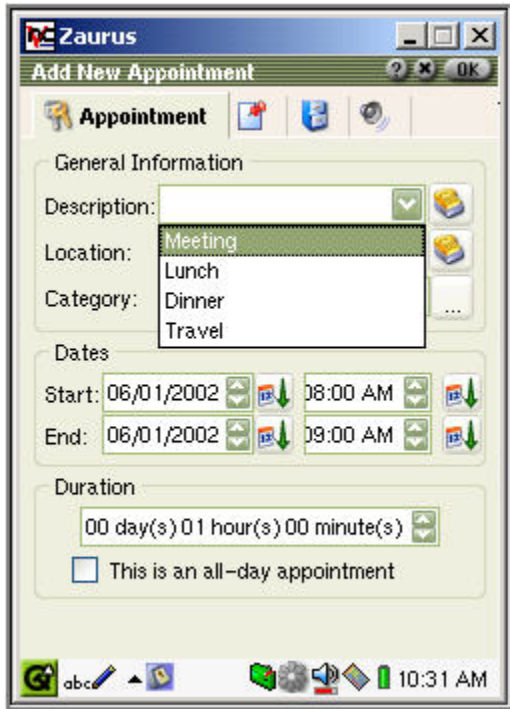 Zaurus
Add New Appointment ? OK
Appointment
General Information
Description:
Meeting
Location:
Lunch
Category:
Dinner
...
Travel
Dates
Start: 06/01/2002 08:00 AM
End: 06/01/2002 09:00 AM
Duration
00 day(s) 01 hour(s) 00 minute(s)
This is an all-day appointment
abc 10:31 AM